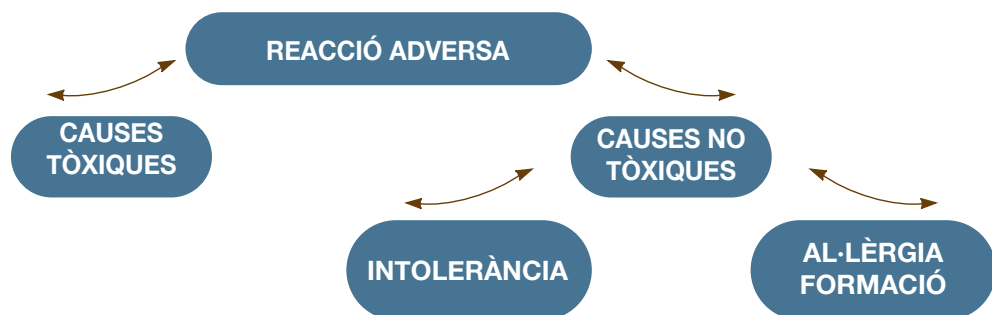 REACCIÓ ADVERSA
CAUSES
TÒXIQUES
CAUSES NO
TÒXIQUES
INTOLERÀNCIA
AL·LÈRGIA
FORMACIÓ